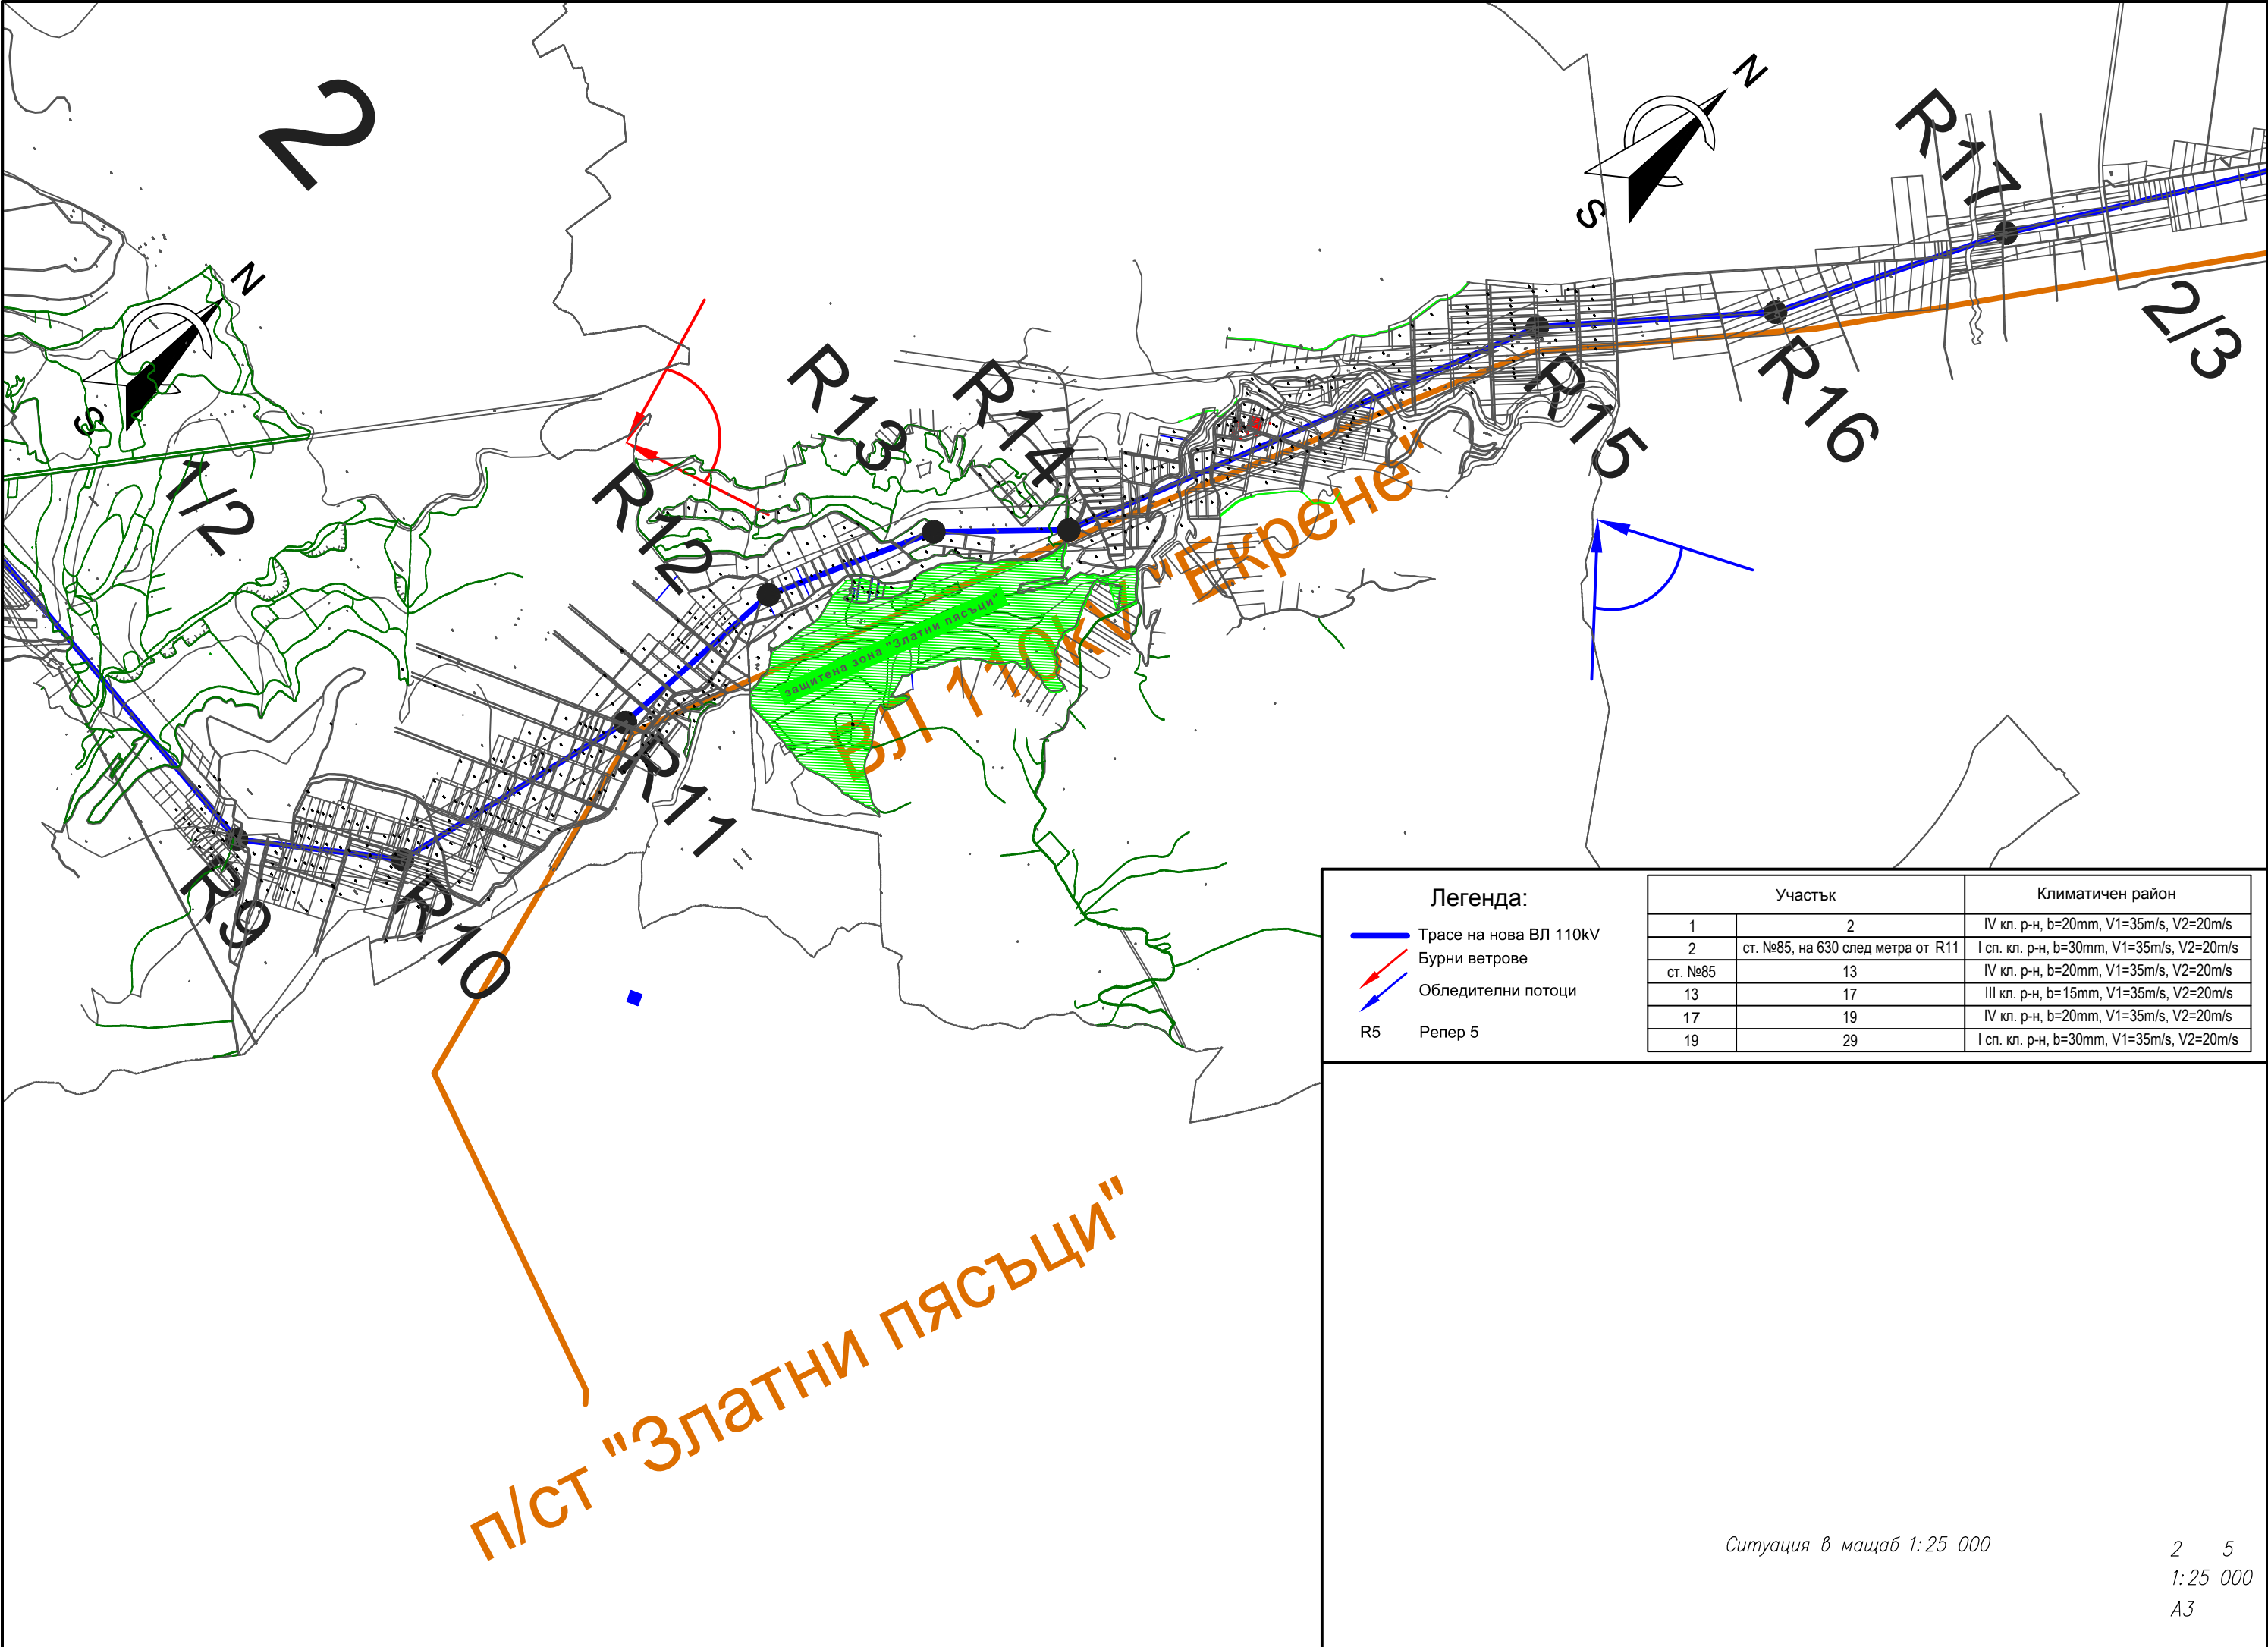 2
N
S
1/2
N
S
R17
2/3
R13
R14
R12
R15
R16
защитена зона "Златни пясъци"
ВЛ 110kV "Екрене"
R11
R9
R10
п/ст "Златни пясъци"
Легенда:
Трасе на нова ВЛ 110kV
Бурни ветрове
Обледителни потоци
R5 Репер 5
Участък Климатичен район
1 2 IV кл. р-н, b=20mm, V1=35m/s, V2=20m/s
2 ст. №85, на 630 след метра от R11 I сп. кл. р-н, b=30mm, V1=35m/s, V2=20m/s
ст. №85 13 IV кл. р-н, b=20mm, V1=35m/s, V2=20m/s
13 17 III кл. р-н, b=15mm, V1=35m/s, V2=20m/s
17 19 IV кл. р-н, b=20mm, V1=35m/s, V2=20m/s
19 29 I сп. кл. р-н, b=30mm, V1=35m/s, V2=20m/s
Ситуация в мащаб 1:25 000
2 5
1:25 000
А3